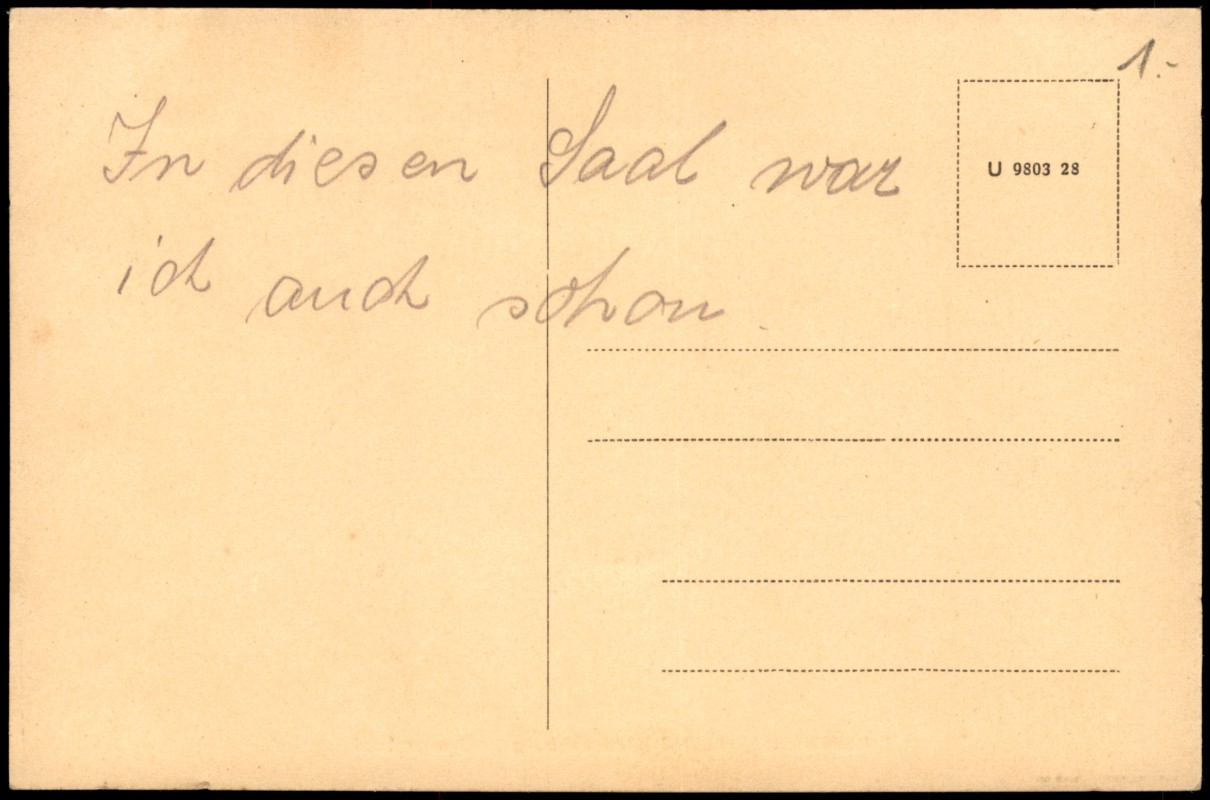 1.-
In diesen Saal war
U 9803 28
ich auch schon.